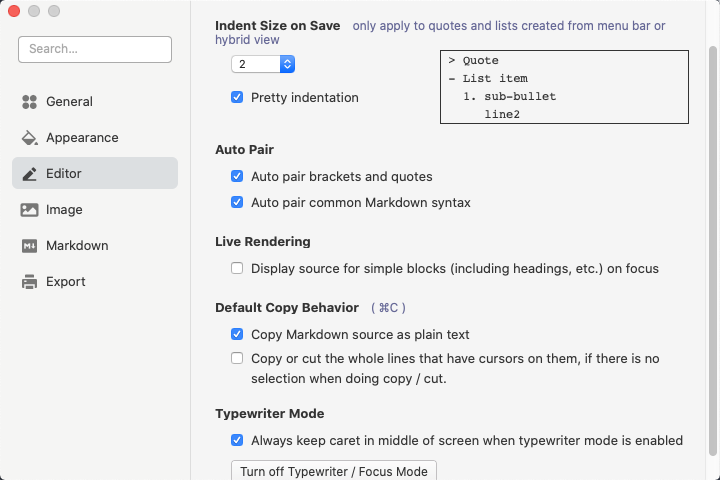 Search...
General
Appearance
Editor
Image
Markdown
Export
Indent Size on Save only apply to quotes and lists created from menu bar or
hybrid view
2
Pretty indentation
> Quote
- List item
1. sub-bullet
line2
Auto Pair
Auto pair brackets and quotes
Auto pair common Markdown syntax
Live Rendering
Display source for simple blocks (including headings, etc.) on focus
Default Copy Behavior ( ⌘C )
Copy Markdown source as plain text
Copy or cut the whole lines that have cursors on them, if there is no
selection when doing copy / cut.
Typewriter Mode
Always keep caret in middle of screen when typewriter mode is enabled
Turn off Typewriter / Focus Mode